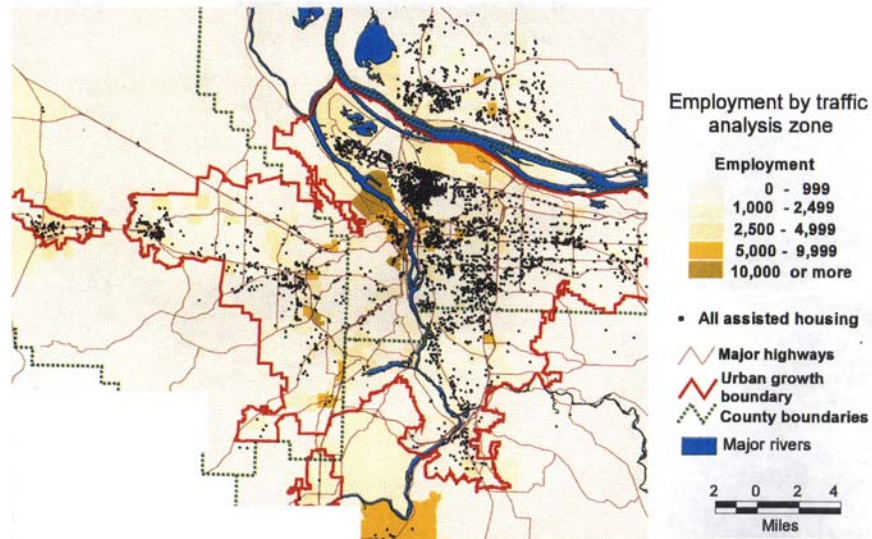 Employment by traffic
analysis zone
Employment
0 - 999
1,000 - 2,499
2,500 - 4,999
5,000 - 9,999
10,000 or more
All assisted housing
Major highways
Urban growth
boundary
County boundaries
Major rivers
2 0 2 4
Miles